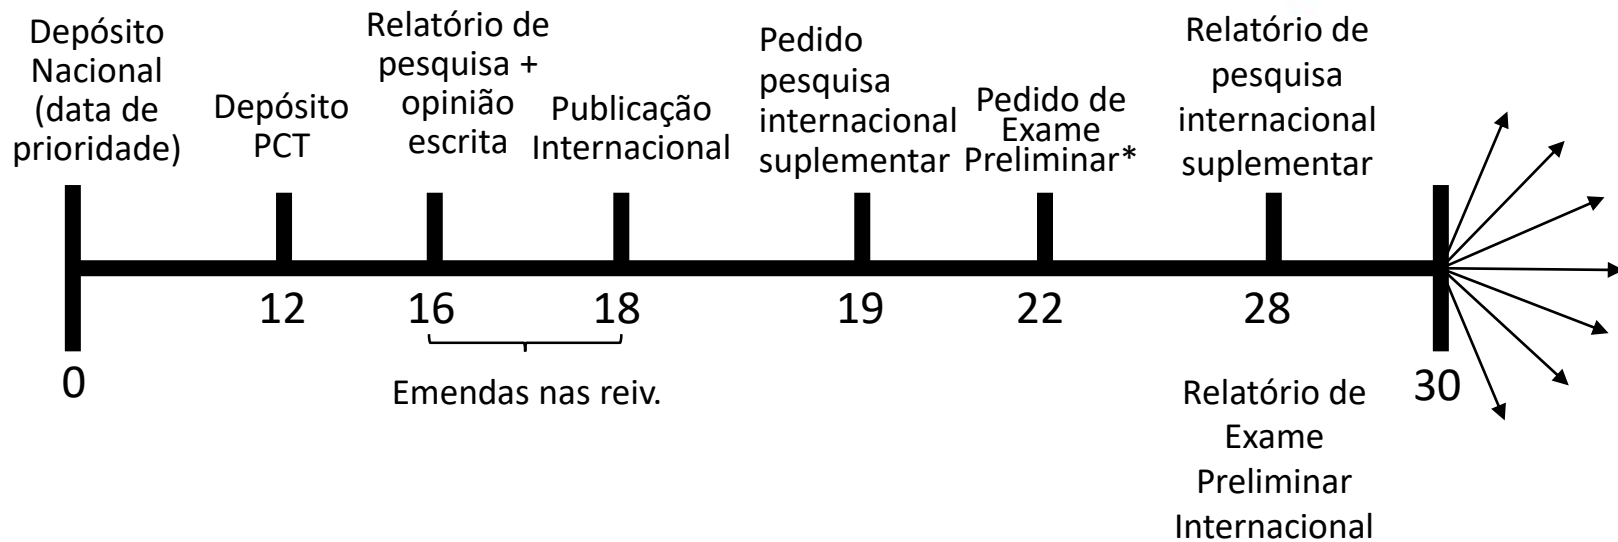 Depósito
Nacional
(data de
prioridade)
Depósito
PCT
Relatório de
pesquisa +
opinião
escrita
Publicação
Internacional
Pedido
pesquisa
internacional
suplementar
Pedido de
Exame
Preliminar*
Relatório de
pesquisa
internacional
suplementar
0
12
16
18
19
22
28
30
Emendas nas reiv.
Relatório de
Exame
Preliminar
Internacional